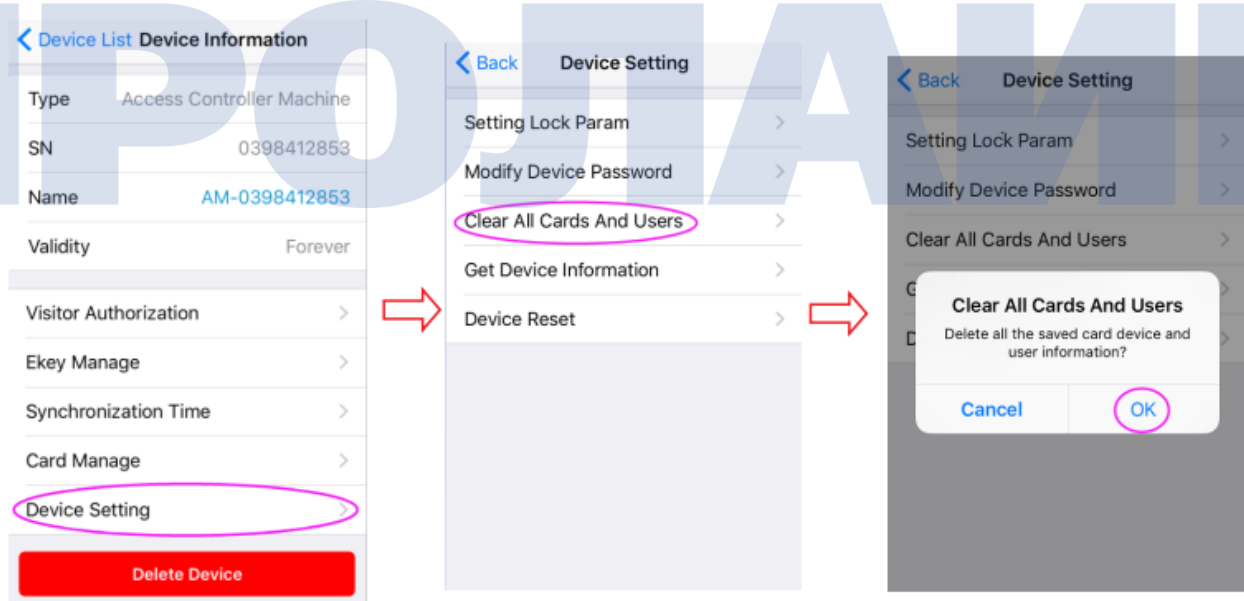 Device List Device Information
Type Access Controller Machine
SN 0398412853
Name AM-0398412853
Validity Forever
Visitor Authorization
Ekey Manage
Synchronization Time
Card Manage
Device Setting
Delete Device
Back Device Setting
Setting Lock Param
Modify Device Password
Clear All Cards And Users
Get Device Information
Device Reset
Back Device Setting
Setting Lock Param
Modify Device Password
Clear All Cards And Users
G
D
Clear All Cards And Users
Delete all the saved card device and
user information?
Cancel OK